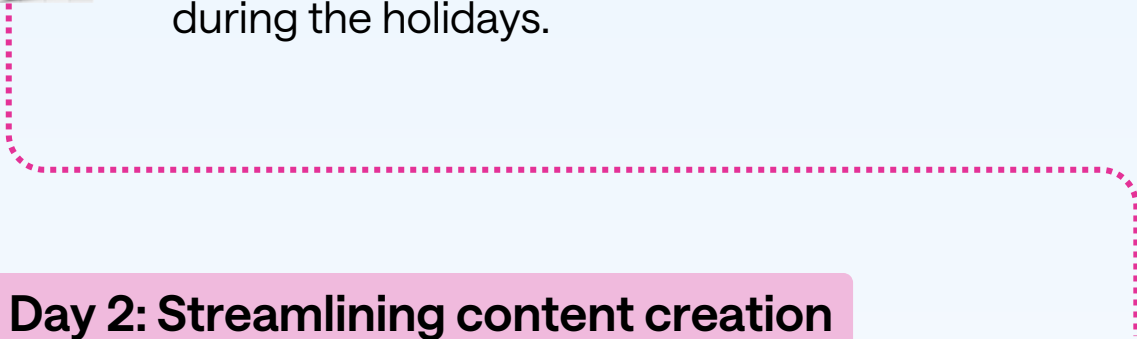 during the holidays.
Day 2: Streamlining content creation